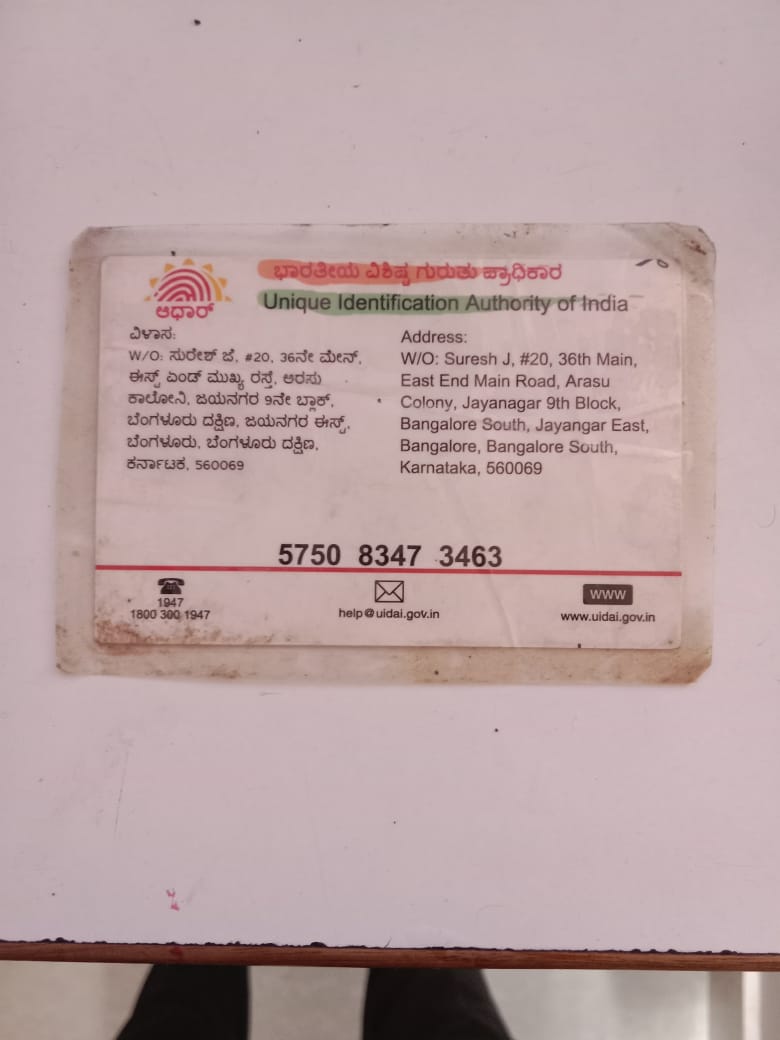 ಭಾರತೀಯ ವಿಶಿಷ್ಟ ಗುರುತು ಪ್ರಾಧಿಕಾರ
Unique Identification Authority of India
ಆಧಾರ್
ವಿಳಾಸ:
W/O: ಸುರೇಶ್ ಜೆ, #20, 36ನೇ ಮೇನ್,
ಈಸ್ಟ್ ಎಂಡ್ ಮುಖ್ಯ ರಸ್ತೆ, ಅರಸು
ಕಾಲೋನಿ, ಜಯನಗರ 9ನೇ ಬ್ಲಾಕ್,
ಬೆಂಗಳೂರು ದಕ್ಷಿಣ, ಜಯನಗರ ಈಸ್ಟ್,
ಬೆಂಗಳೂರು, ಬೆಂಗಳೂರು ದಕ್ಷಿಣ,
ಕರ್ನಾಟಕ, 560069
Address:
W/O: Suresh J, #20, 36th Main,
East End Main Road, Arasu
Colony, Jayanagar 9th Block,
Bangalore South, Jayangar East,
Bangalore, Bangalore South,
Karnataka, 560069
5750 8347 3463
1947
1800 300 1947
help@uidai.gov.in
www
www.uidai.gov.in